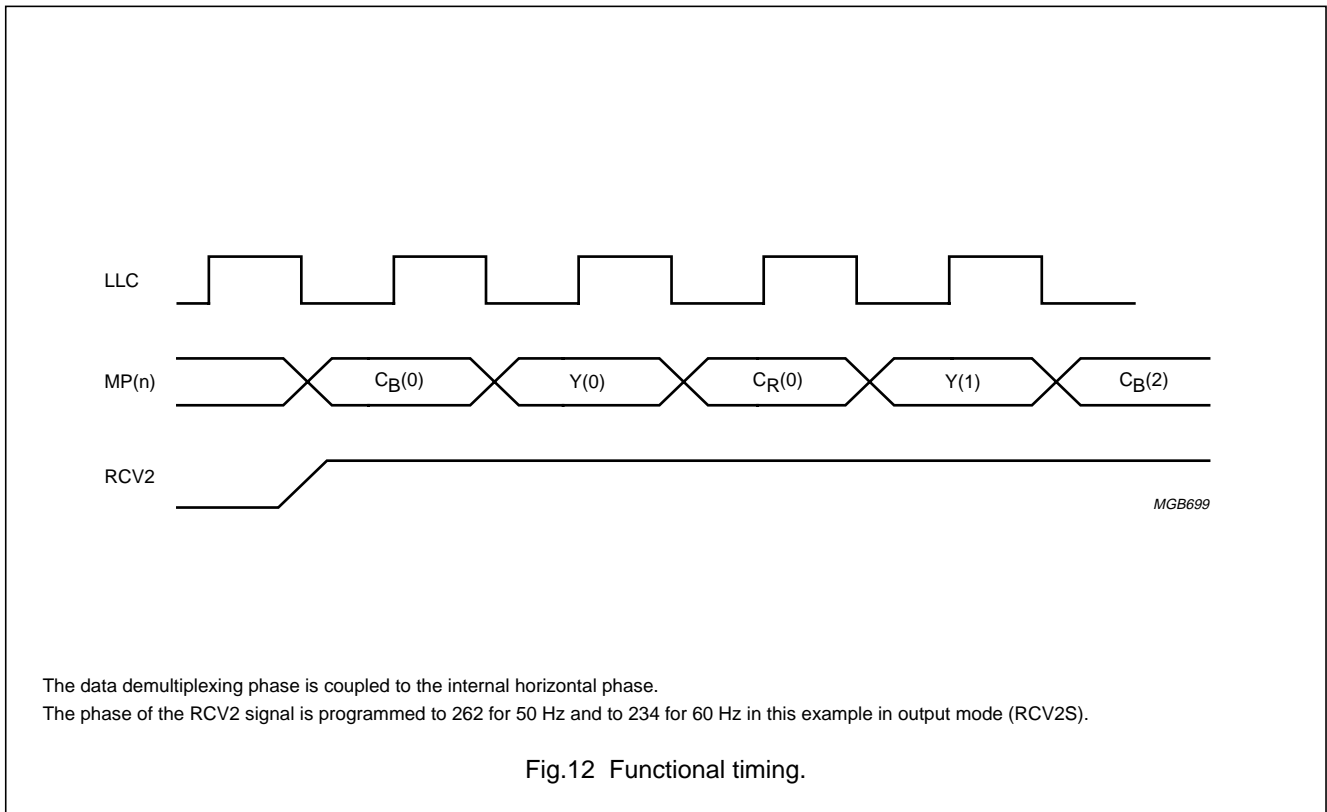 LLC
MP(n) CB(0) Y(0) CR(0) Y(1) CB(2)
RCV2
MGB699
The data demultiplexing phase is coupled to the internal horizontal phase.
The phase of the RCV2 signal is programmed to 262 for 50 Hz and to 234 for 60 Hz in this example in output mode (RCV2S).
Fig.12 Functional timing.